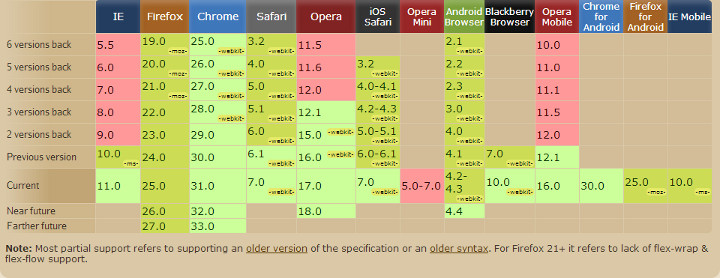 IE Firefox Chrome Safari Opera iOS Safari Opera Mini Android Browser Blackberry Browser Opera Mobile Chrome for Android Firefox for Android IE Mobile
6 versions back 5.5 19.0 -moz- 25.0 -webkit- 3.2 -webkit- 11.5 2.1 -webkit- 10.0
5 versions back 6.0 20.0 -moz- 26.0 -webkit- 4.0 -webkit- 11.6 3.2 -webkit- 2.2 -webkit- 11.0
4 versions back 7.0 21.0 -moz- 27.0 -webkit- 5.0 -webkit- 12.0 4.0-4.1 -webkit- 2.3 -webkit- 11.1
3 versions back 8.0 22.0 28.0 -webkit- 5.1 -webkit- 12.1 4.2-4.3 -webkit- 3.0 -webkit- 11.5
2 versions back 9.0 23.0 29.0 6.0 -webkit- 15.0 -webkit- 5.0-5.1 -webkit- 4.0 -webkit- 12.0
Previous version 10.0 -ms- 24.0 30.0 6.1 -webkit- 16.0 -webkit- 6.0-6.1 -webkit- 4.1 -webkit- 7.0 -webkit- 12.1
Current 11.0 25.0 31.0 7.0 -webkit- 17.0 7.0 -webkit- 5.0-7.0 4.2-4.3 -webkit- 10.0 -webkit- 16.0 30.0 25.0 -moz- 10.0 -ms-
Near future 26.0 32.0 18.0 4.4
Farther future 27.0 33.0
Note: Most partial support refers to supporting an older version of the specification or an older syntax. For Firefox 21+ it refers to lack of flex-wrap &
flex-flow support.